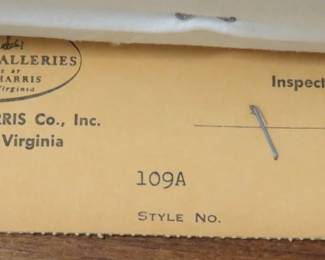 ALLERIES
HARRIS
Virginia
Inspect
RRIS Co., Inc.
Virginia
109A
STYLE NO.